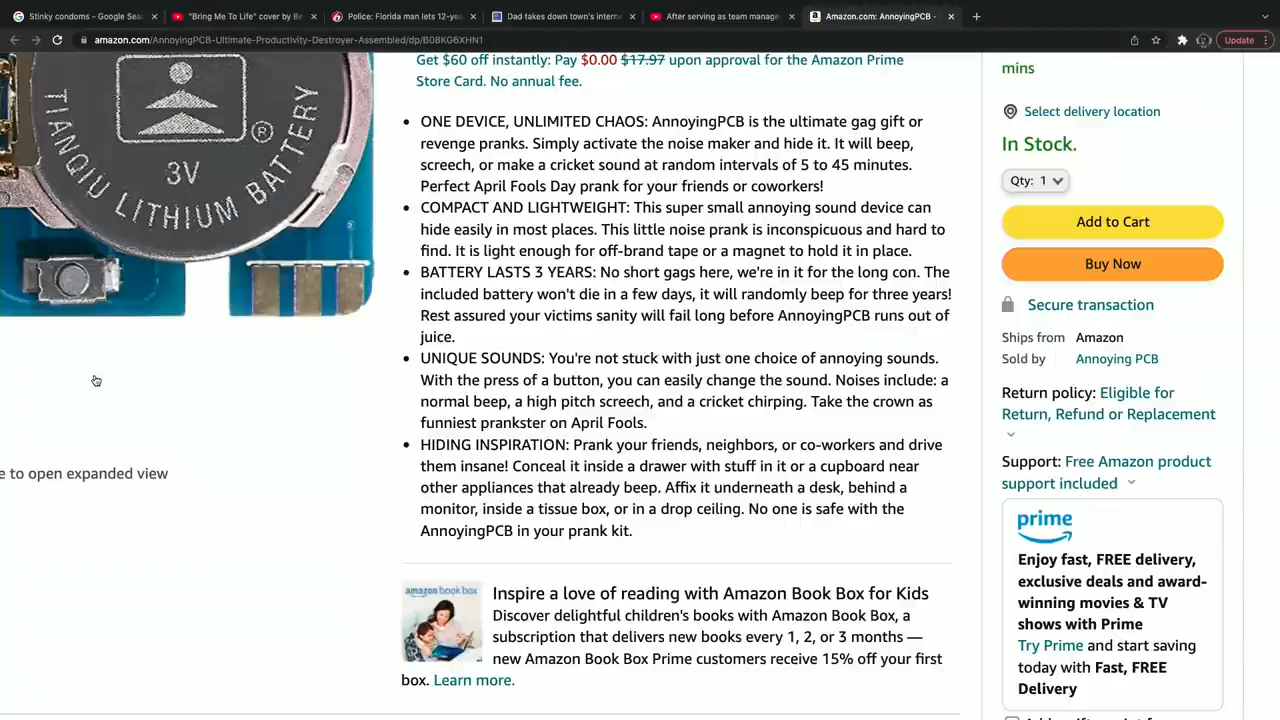 Stinky condoms - Google Sea
"Bring Me To Life" cover by Be
Police: Florida man lets 12-yea
Dad takes down town's intern
After serving as team manage
Amazon.com: AnnoyingPCB -
amazon.com/AnnoyingPCB-Ultimate-Productivity-Destroyer-Assembled/dp/B08KG6XHN1
Update
TIANQIU LITHIUM BATTERY
®
3V
e to open expanded view
Get $60 off instantly: Pay $0.00 $17.97 upon approval for the Amazon Prime
Store Card. No annual fee.
• ONE DEVICE, UNLIMITED CHAOS: AnnoyingPCB is the ultimate gag gift or
revenge pranks. Simply activate the noise maker and hide it. It will beep,
screech, or make a cricket sound at random intervals of 5 to 45 minutes.
Perfect April Fools Day prank for your friends or coworkers!
• COMPACT AND LIGHTWEIGHT: This super small annoying sound device can
hide easily in most places. This little noise prank is inconspicuous and hard to
find. It is light enough for off-brand tape or a magnet to hold it in place.
• BATTERY LASTS 3 YEARS: No short gags here, we're in it for the long con. The
included battery won't die in a few days, it will randomly beep for three years!
Rest assured your victims sanity will fail long before AnnoyingPCB runs out of
juice.
• UNIQUE SOUNDS: You're not stuck with just one choice of annoying sounds.
With the press of a button, you can easily change the sound. Noises include: a
normal beep, a high pitch screech, and a cricket chirping. Take the crown as
funniest prankster on April Fools.
• HIDING INSPIRATION: Prank your friends, neighbors, or co-workers and drive
them insane! Conceal it inside a drawer with stuff in it or a cupboard near
other appliances that already beep. Affix it underneath a desk, behind a
monitor, inside a tissue box, or in a drop ceiling. No one is safe with the
AnnoyingPCB in your prank kit.
amazon book box
Inspire a love of reading with Amazon Book Box for Kids
Discover delightful children's books with Amazon Book Box, a
subscription that delivers new books every 1, 2, or 3 months —
new Amazon Book Box Prime customers receive 15% off your first
box. Learn more.
mins
Select delivery location
In Stock.
Qty: 1
Add to Cart
Buy Now
Secure transaction
Ships from Amazon
Sold by Annoying PCB
Return policy: Eligible for
Return, Refund or Replacement
Support: Free Amazon product
support included
prime
Enjoy fast, FREE delivery,
exclusive deals and award-
winning movies & TV
shows with Prime
Try Prime and start saving
today with Fast, FREE
Delivery